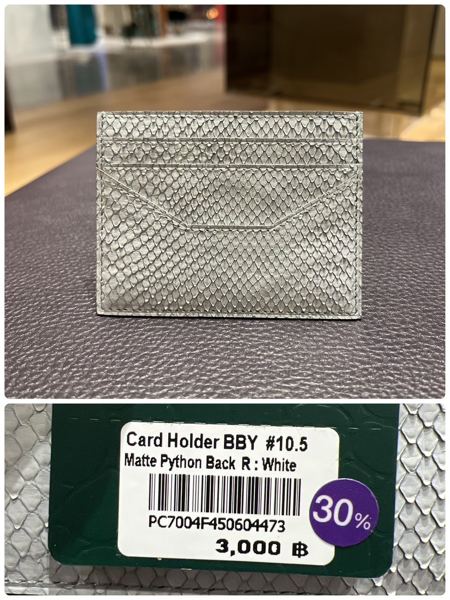 Card Holder BBY #10.5
Matte Python Back R : White
PC7004F450604473
30%
3,000 ฿